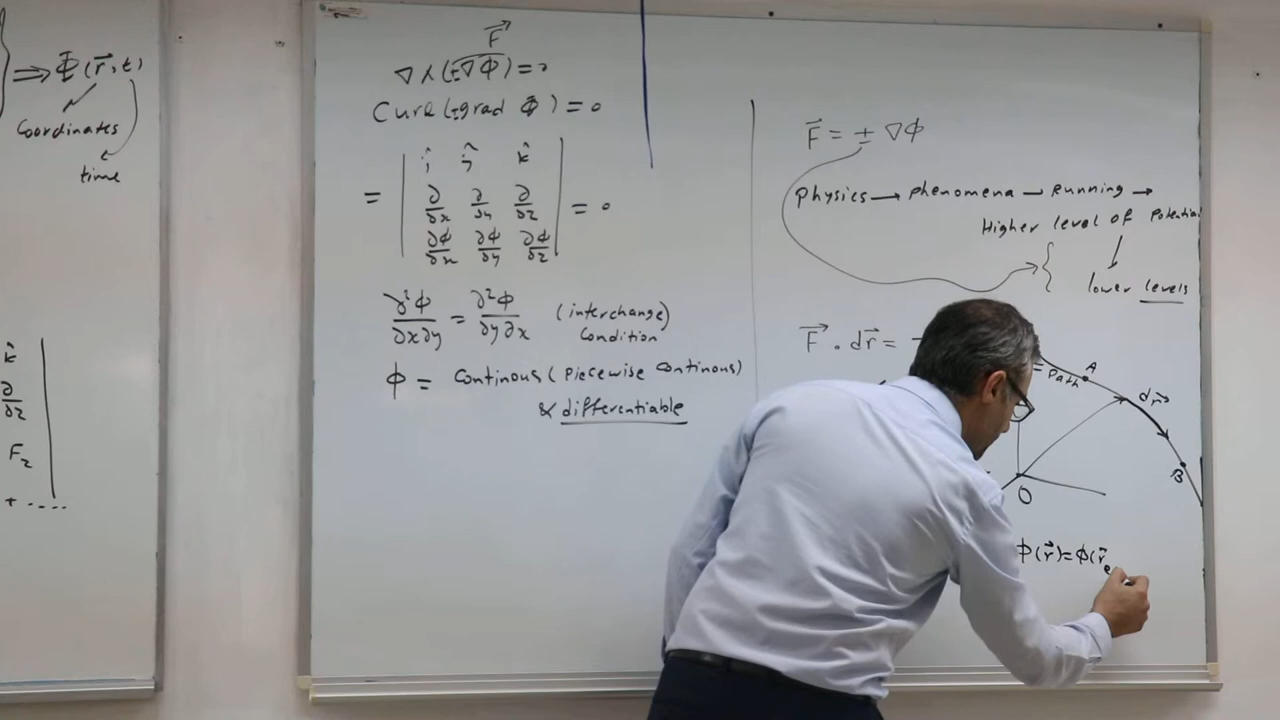 ⟹ Φ(r⃗, t)
Coordinates
time
k̂
∂/∂z
F_z
+ ....
F⃗
∇ × (±∇Φ) = 0
Curl (±grad Φ) = 0
= | î ĵ k̂
∂/∂x ∂/∂y ∂/∂z
∂Φ/∂x ∂Φ/∂y ∂Φ/∂z | = 0
∂²Φ/∂x∂y = ∂²Φ/∂y∂x (interchange)
Condition
Φ = Continous (Piecewise Continous)
& differentiable
F⃗ = ± ∇Φ
Physics → Phenomena → Running →
Higher level of Potential
lower levels
F⃗ . dr⃗ =
Path A
dr⃗
B
O
Φ(r⃗) = Φ(r⃗